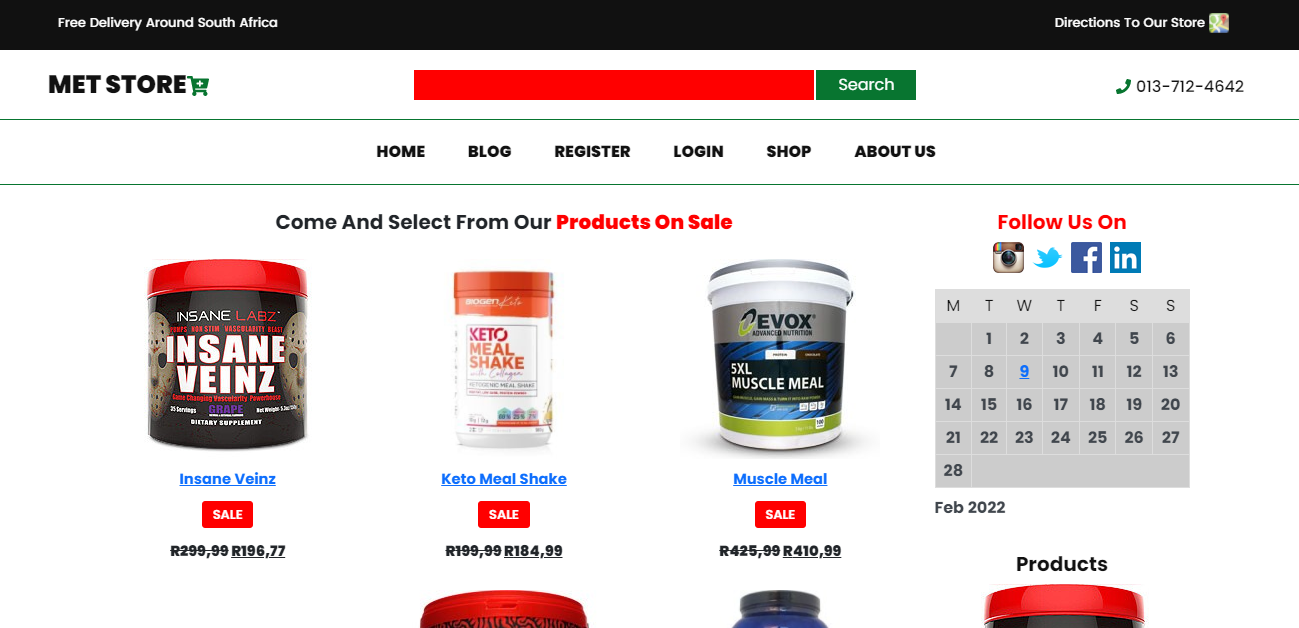 Free Delivery Around South Africa
Directions To Our Store
MET STORE
Search
013-712-4642
HOME BLOG REGISTER LOGIN SHOP ABOUT US
Come And Select From Our Products On Sale
INSANE LABZ
PUMPS NON STIM VASCULARITY BLAST
INSANE
VEINZ
Game Changing Vascularity Powerhouse
35 Servings
GRAPE
DIETARY SUPPLEMENT
BIOGEN Keto
KETO
MEAL
SHAKE
with Collagen
KETOGENIC MEAL SHAKE
EVOX
ADVANCED NUTRITION
PROTEIN
CHOCOLATE
5XL
MUSCLE MEAL
Insane Veinz
Keto Meal Shake
Muscle Meal
SALE
SALE
SALE
R299,99 R196,77
R199,99 R184,99
R425,99 R410,99
Follow Us On
M T W T F S S
1 2 3 4 5 6
7 8 9 10 11 12 13
14 15 16 17 18 19 20
21 22 23 24 25 26 27
28
Feb 2022
Products